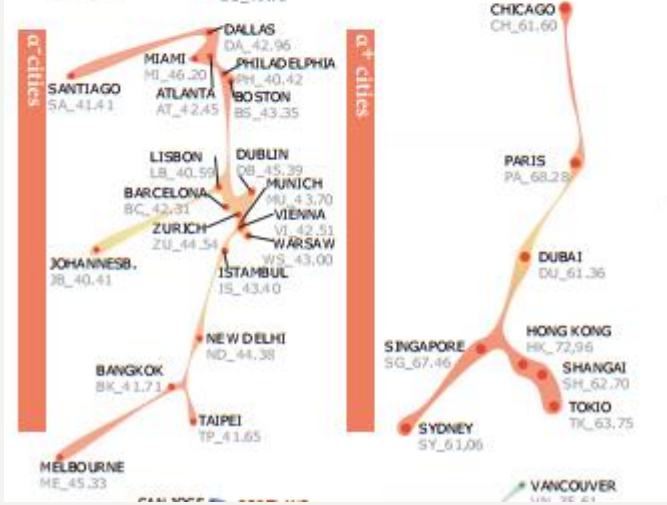 α⁻cities
DALLAS
DA_42.96
MIAMI
MI_46.20
PHILADELPHIA
PH_40.42
SANTIAGO
SA_41.41
ATLANTA
AT_42.45
BOSTON
BS_43.35
LISBON
LB_40.59
DUBLIN
DB_45.39
BARCELONA
BC_42.31
MUNICH
MU_43.70
VIENNA
VI_42.51
ZURICH
ZU_44.54
WARSAW
WS_43.00
JOHANNESB.
JB_40.41
ISTAMBUL
IS_43.40
NEW DELHI
ND_44.38
BANGKOK
BK_41.71
TAIPEI
TP_41.65
MELBOURNE
ME_45.33
α⁺ cities
CHICAGO
CH_61.60
PARIS
PA_68.28
DUBAI
DU_61.36
HONG KONG
HK_72,96
SINGAPORE
SG_67.46
SHANGAI
SH_62.70
TOKIO
TK_63.75
SYDNEY
SY_61,06
VANCOUVER